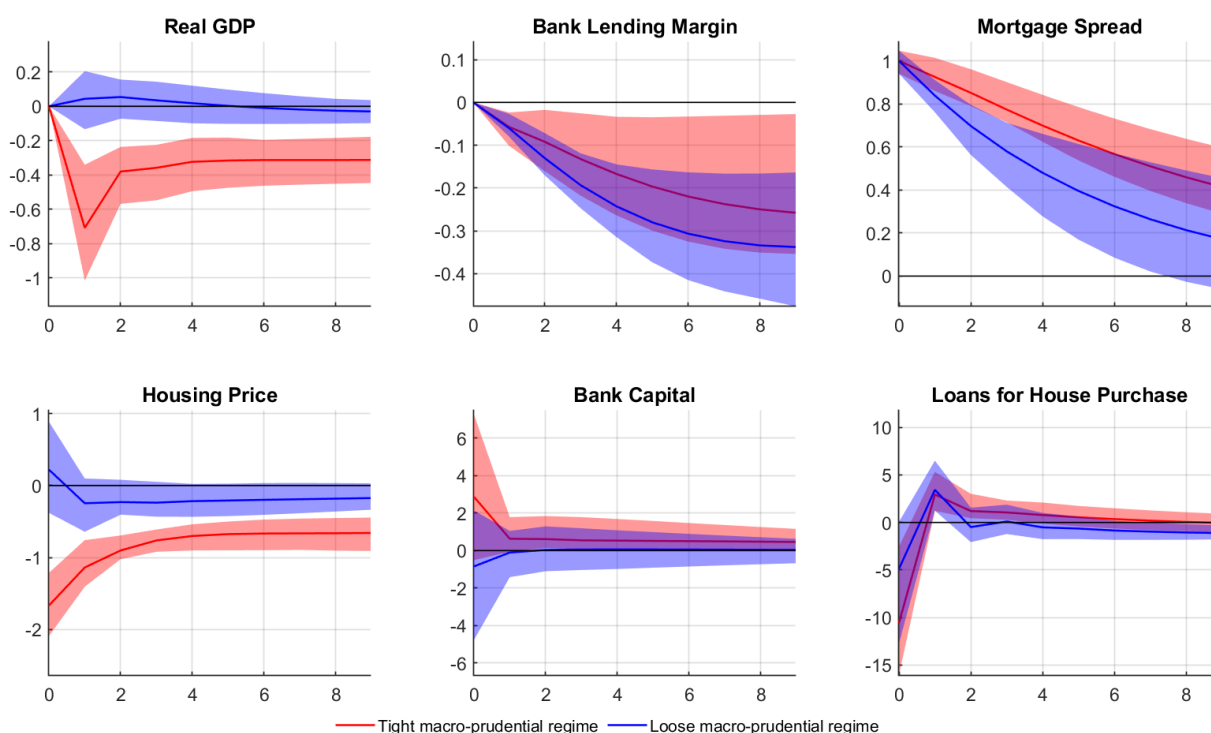 Real GDP
0.2
0
-0.2
-0.4
-0.6
-0.8
-1
0 2 4 6 8
Bank Lending Margin
0.1
0
-0.1
-0.2
-0.3
-0.4
0 2 4 6 8
Mortgage Spread
1
0.8
0.6
0.4
0.2
0
0 2 4 6 8
Housing Price
1
0
-1
-2
0 2 4 6 8
Bank Capital
6
4
2
0
-2
-4
-6
0 2 4 6 8
Loans for House Purchase
10
5
0
-5
-10
-15
0 2 4 6 8
Tight macro-prudential regime Loose macro-prudential regime